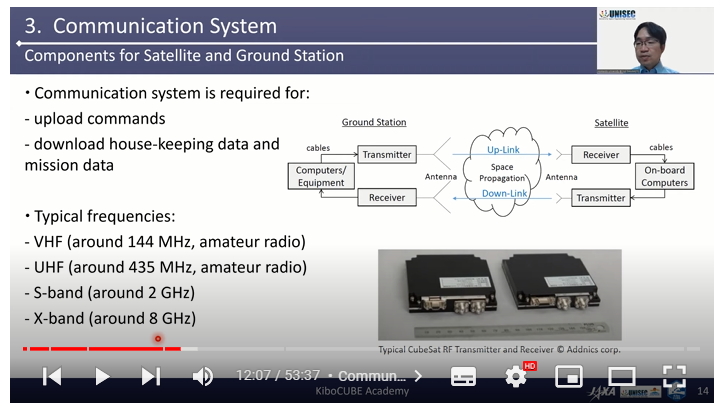 3. Communication System
UNISEC
Components for Satellite and Ground Station
• Communication system is required for:
- upload commands
- download house-keeping data and
mission data
Ground Station
Satellite
cables
Transmitter
Up-Link
Receiver
cables
Computers/
Equipment
Antenna
Space
Propagation
Antenna
On-board
Computers
Receiver
Down-Link
Transmitter
• Typical frequencies:
- VHF (around 144 MHz, amateur radio)
- UHF (around 435 MHz, amateur radio)
- S-band (around 2 GHz)
- X-band (around 8 GHz)
Typical CubeSat RF Transmitter and Receiver © Addnics corp.
12:07 / 53:37 • Commun...
HD
KiboCUBE Academy
JAXA
UNISEC
14